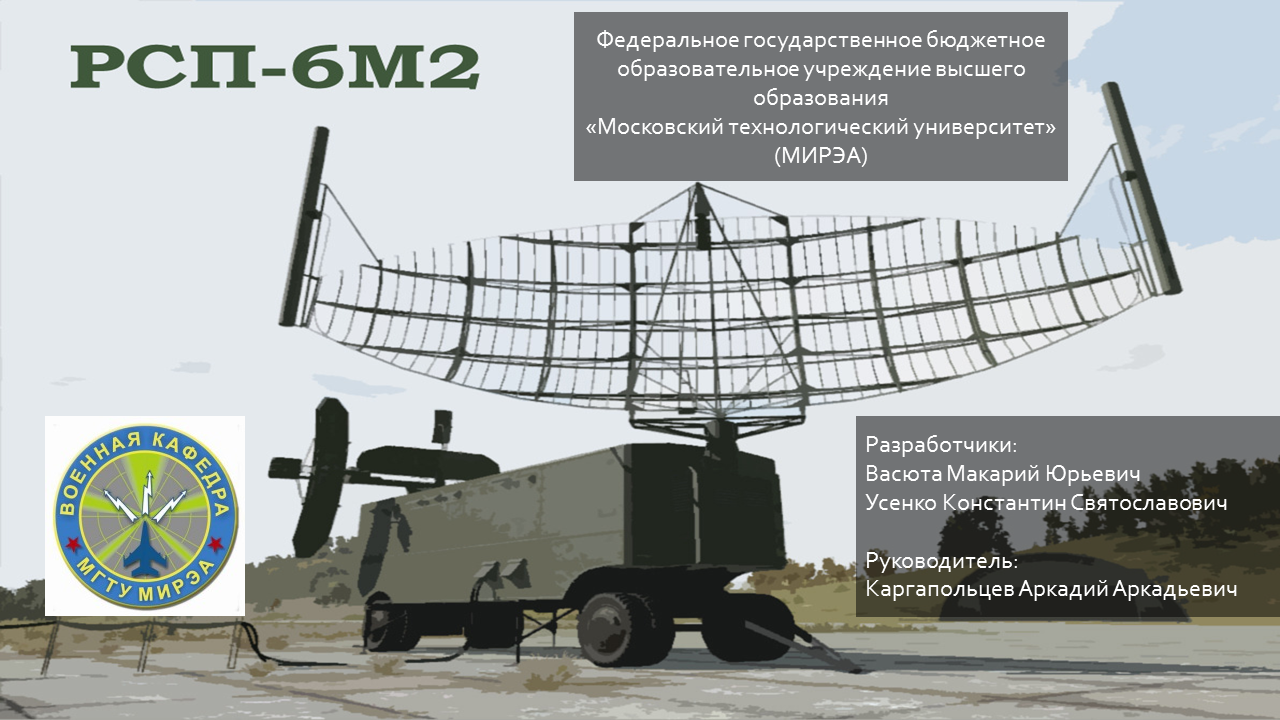 РСП-6М2
Федеральное государственное бюджетное
образовательное учреждение высшего
образования
«Московский технологический университет»
(МИРЭА)
ВОЕННАЯ КАФЕДРА
МГТУ МИРЭА
Разработчики:
Васюта Макарий Юрьевич
Усенко Константин Святославович
Руководитель:
Каргапольцев Аркадий Аркадьевич